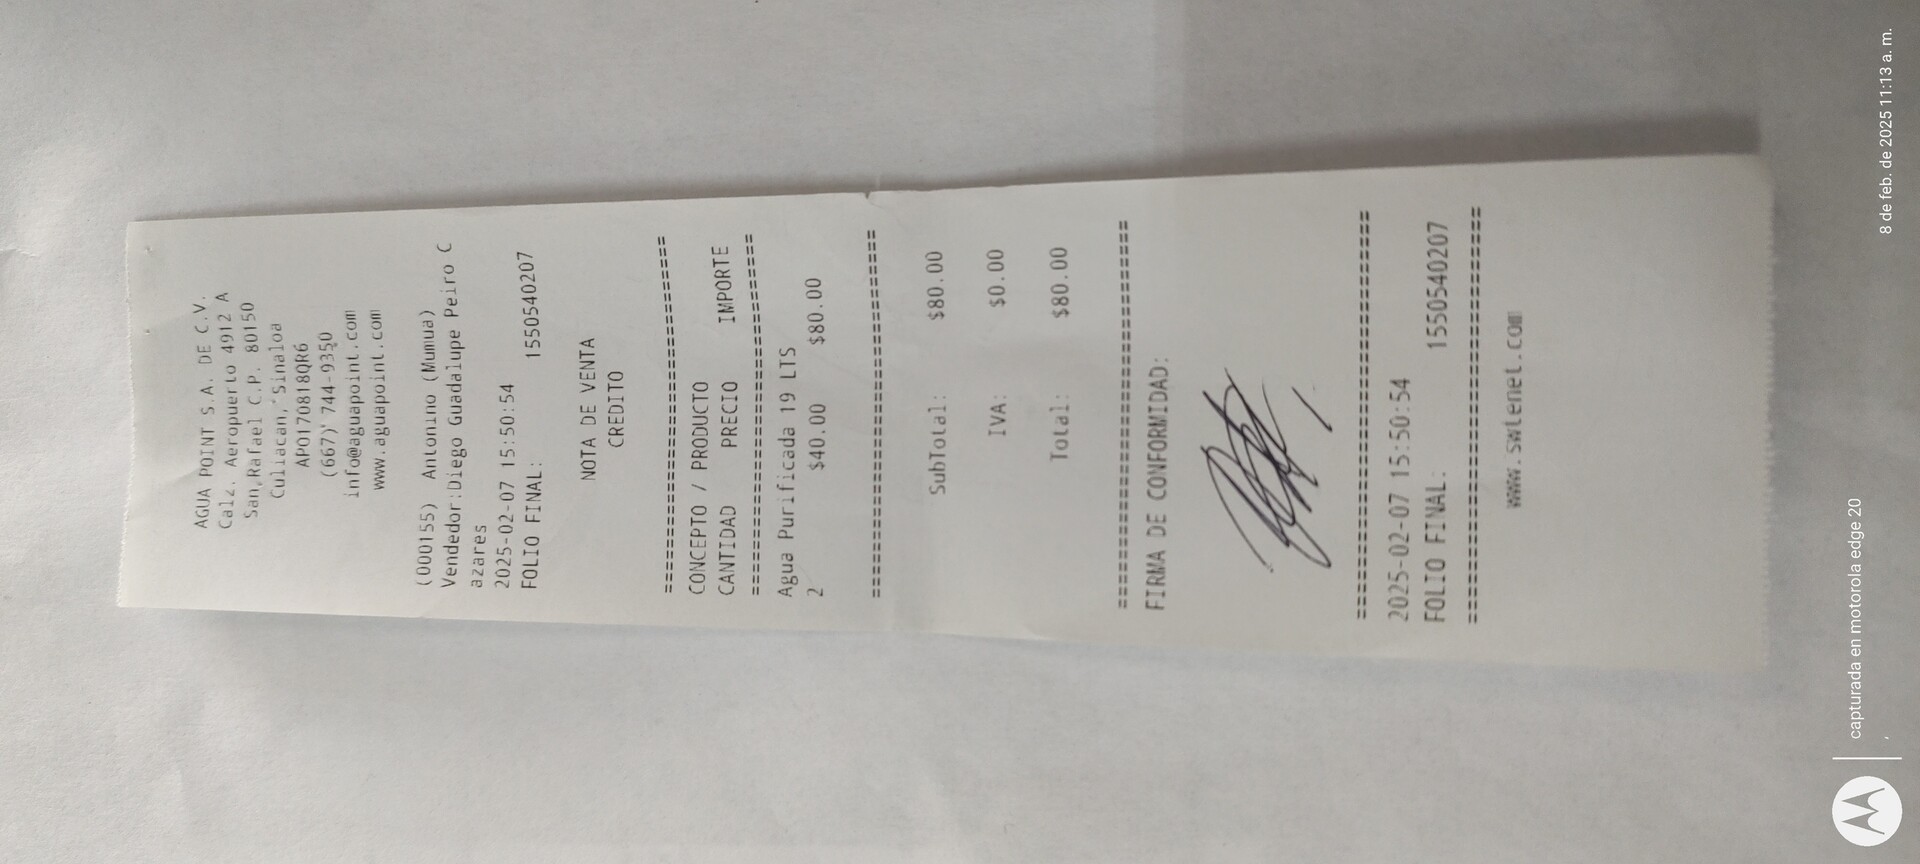 AGUA POINT S.A. DE C.V.
Calz. Aeropuerto 4912 A
San Rafael C.P. 80150
Culiacan, Sinaloa
APO170818QR6
(667) 744-9350
info@aguapoint.com
www.aguapoint.com
(000155) Antonino (Mumua)
Vendedor:Diego Guadalupe Peiro C
azares
2025-02-07 15:50:54
FOLIO FINAL: 1550540207
NOTA DE VENTA
CREDITO
================================
CONCEPTO / PRODUCTO
CANTIDAD PRECIO IMPORTE
================================
Agua Purificada 19 LTS
2 $40.00 $80.00
================================
SubTotal: $80.00
IVA: $0.00
Total: $80.00
================================
FIRMA DE CONFORMIDAD:
================================
2025-02-07 15:50:54
FOLIO FINAL: 1550540207
================================
www.swtenet.com
capturada en motorola edge 20
8 de feb. de 2025 11:13 a. m.